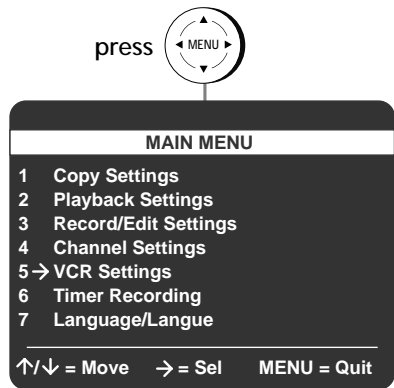 press MENU
MAIN MENU
1 Copy Settings
2 Playback Settings
3 Record/Edit Settings
4 Channel Settings
5→VCR Settings
6 Timer Recording
7 Language/Langue
↑/↓ = Move → = Sel MENU = Quit